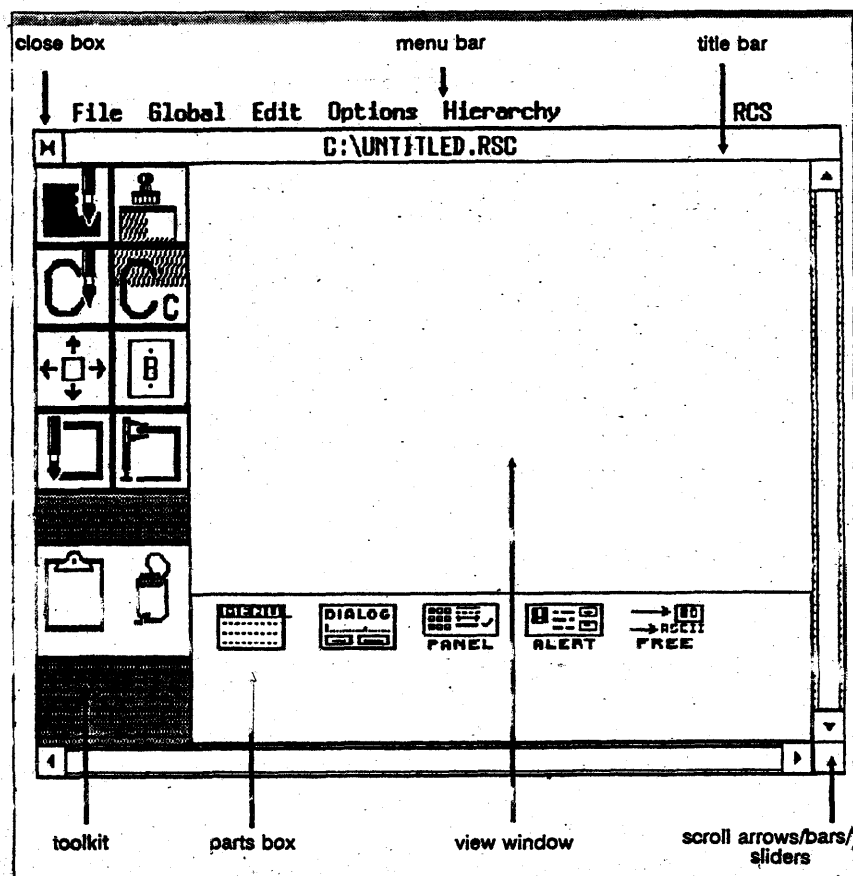 close box menu bar title bar
File Global Edit Options Hierarchy RCS
C:\UNTITLED.RSC
C
B
MENU DIALOG
PANEL ALERT FREE
ASCII
toolkit parts box view window scroll arrows/bars/
sliders